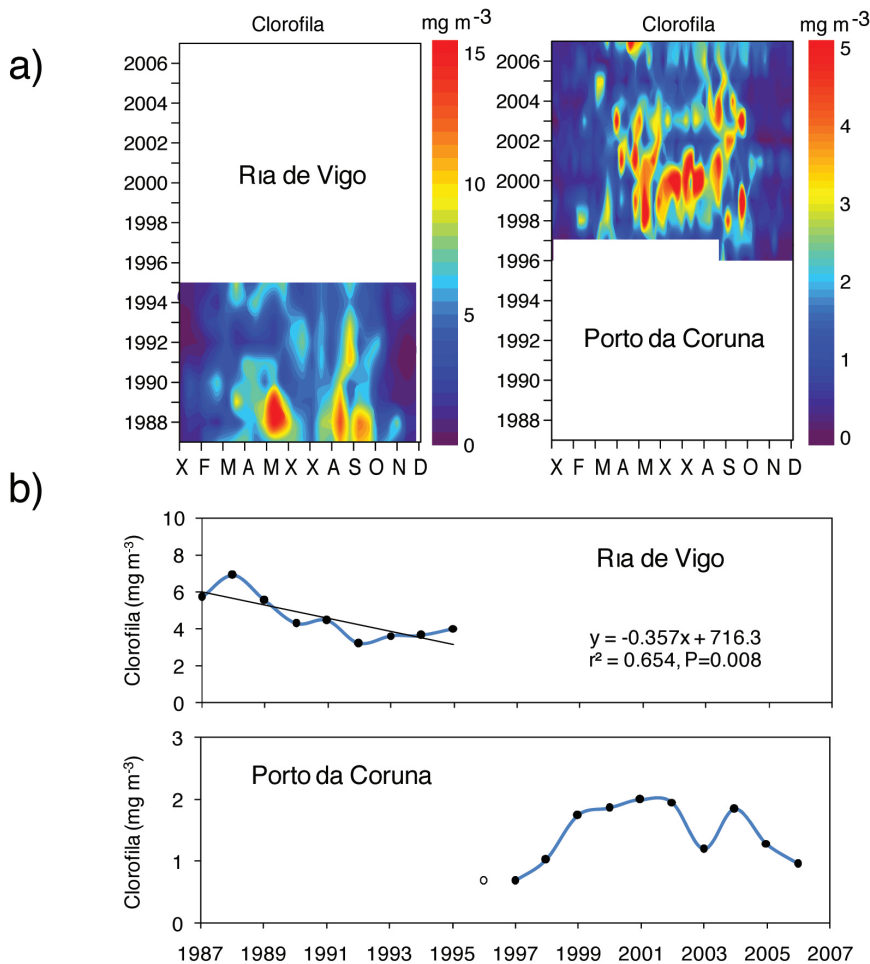 a)
Clorofila
mg m-3
2006
2004
2002
2000
1998
1996
1994
1992
1990
1988
Rıa de Vigo
15
10
5
0
X F M A M X X A S O N D
Clorofila
mg m-3
2006
2004
2002
2000
1998
1996
1994
1992
1990
1988
Porto da Coruna
5
4
3
2
1
0
X F M A M X X A S O N D
b)
Clorofila (mg m-3)
10
8
6
4
2
0
Rıa de Vigo
y = -0.357x + 716.3
r² = 0.654, P=0.008
Clorofila (mg m-3)
3
2
1
0
Porto da Coruna
1987 1989 1991 1993 1995 1997 1999 2001 2003 2005 2007